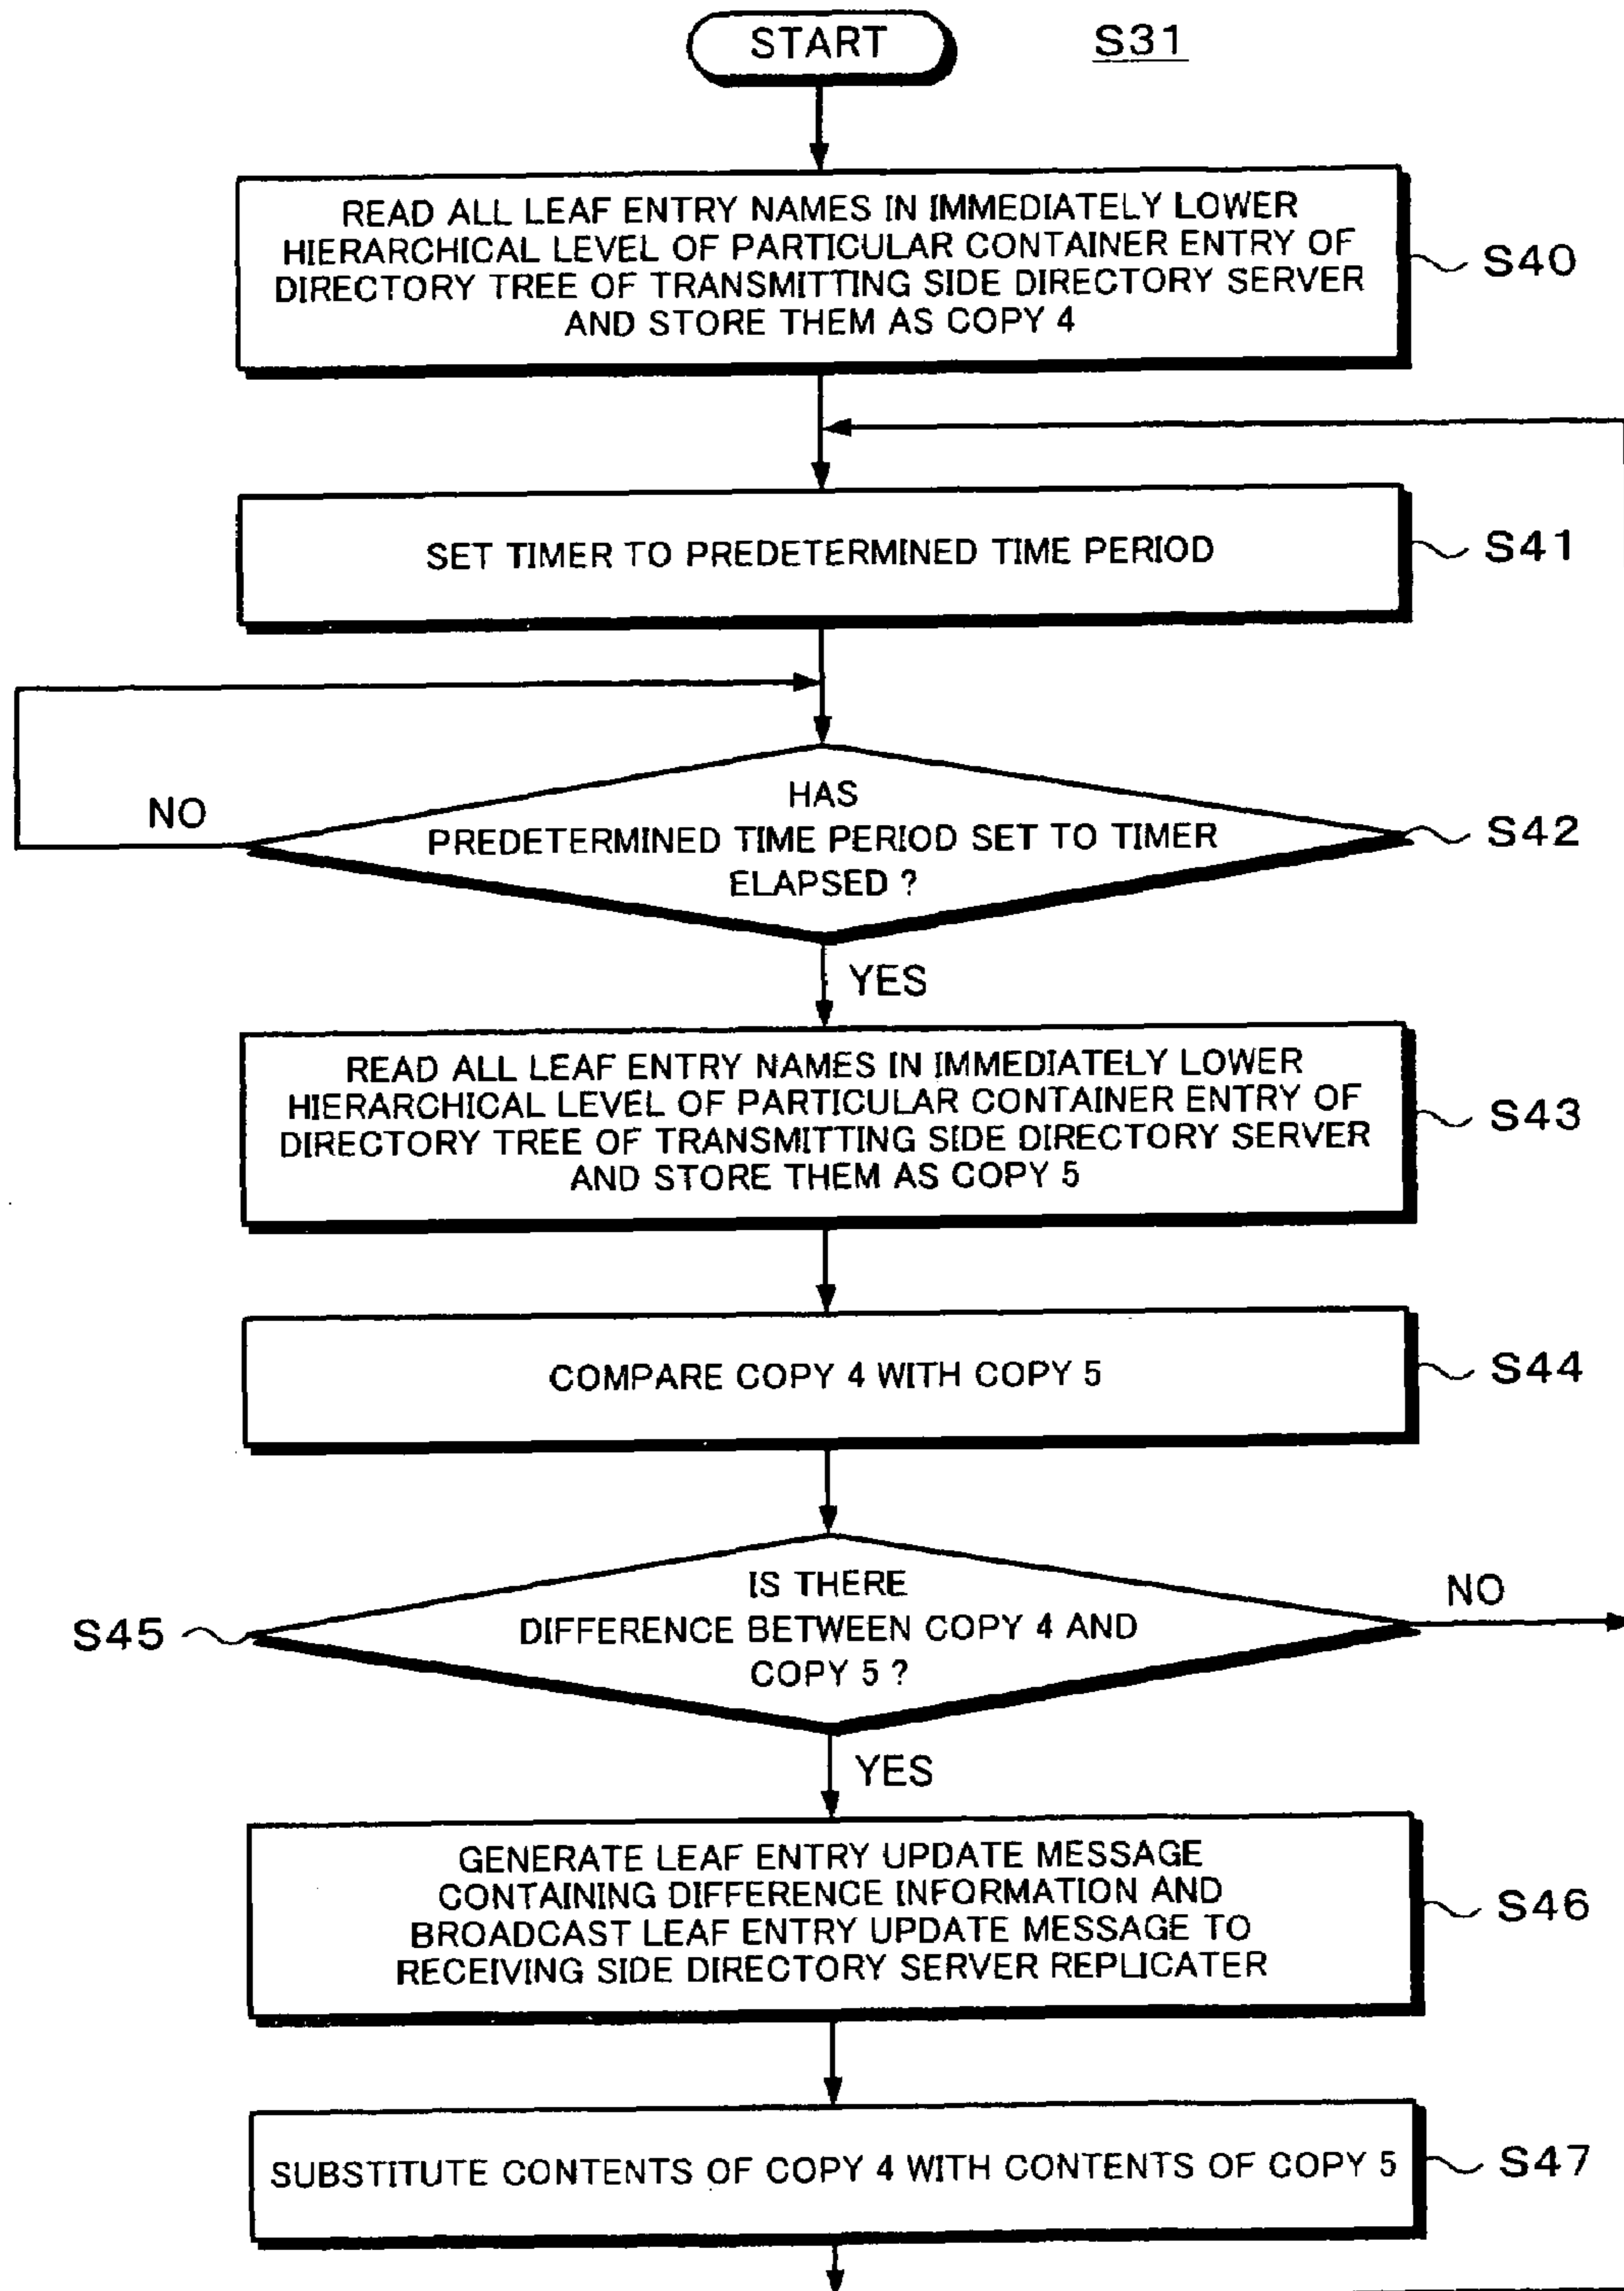 START
S31
READ ALL LEAF ENTRY NAMES IN IMMEDIATELY LOWER
HIERARCHICAL LEVEL OF PARTICULAR CONTAINER ENTRY OF
DIRECTORY TREE OF TRANSMITTING SIDE DIRECTORY SERVER
AND STORE THEM AS COPY 4
S40
SET TIMER TO PREDETERMINED TIME PERIOD
S41
NO
HAS
PREDETERMINED TIME PERIOD SET TO TIMER
ELAPSED ?
S42
YES
READ ALL LEAF ENTRY NAMES IN IMMEDIATELY LOWER
HIERARCHICAL LEVEL OF PARTICULAR CONTAINER ENTRY OF
DIRECTORY TREE OF TRANSMITTING SIDE DIRECTORY SERVER
AND STORE THEM AS COPY 5
S43
COMPARE COPY 4 WITH COPY 5
S44
S45
IS THERE
DIFFERENCE BETWEEN COPY 4 AND
COPY 5 ?
NO
YES
GENERATE LEAF ENTRY UPDATE MESSAGE
CONTAINING DIFFERENCE INFORMATION AND
BROADCAST LEAF ENTRY UPDATE MESSAGE TO
RECEIVING SIDE DIRECTORY SERVER REPLICATER
S46
SUBSTITUTE CONTENTS OF COPY 4 WITH CONTENTS OF COPY 5
S47